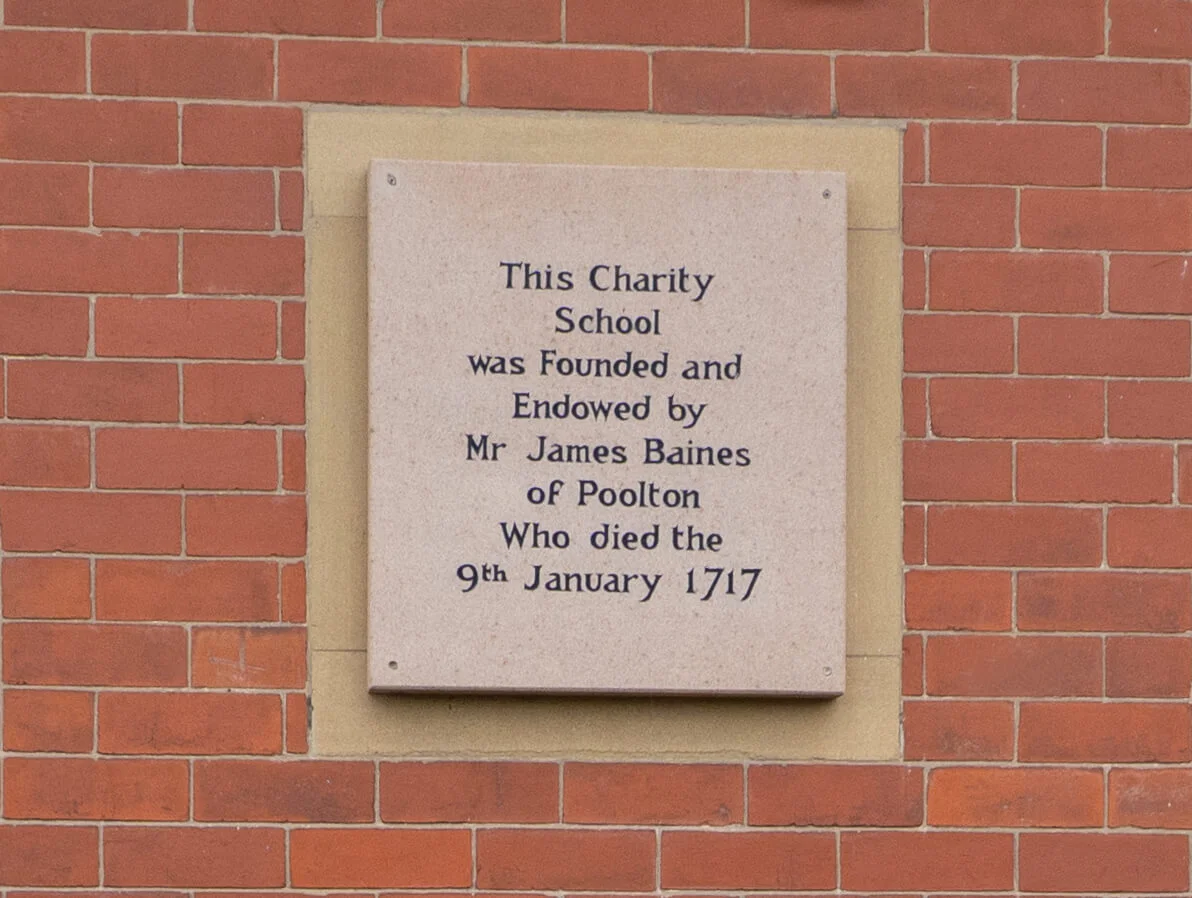 This Charity
School
was Founded and
Endowed by
Mr James Baines
of Poolton
Who died the
9th January 1717